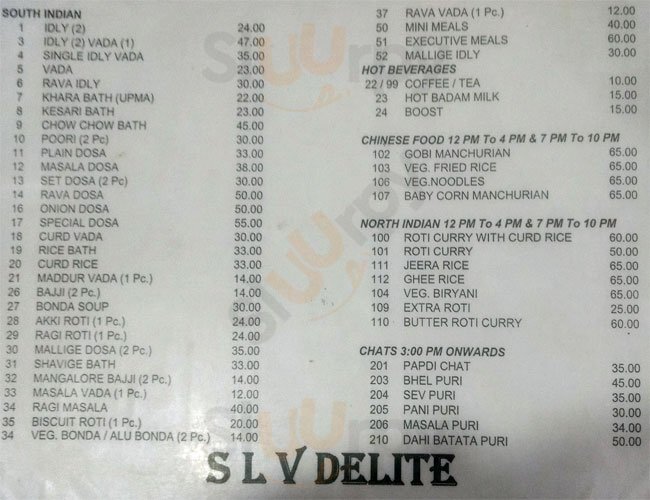 SOUTH INDIAN
1 IDLY (2) 24.00
3 IDLY (2) VADA (1) 47.00
4 SINGLE IDLY VADA 35.00
5 VADA 23.00
6 RAVA IDLY 30.00
7 KHARA BATH (UPMA) 22.00
8 KESARI BATH 23.00
9 CHOW CHOW BATH 45.00
10 POORI (2 Pc) 30.00
11 PLAIN DOSA 33.00
12 MASALA DOSA 38.00
13 SET DOSA (2 Pc) 30.00
14 RAVA DOSA 50.00
16 ONION DOSA 50.00
17 SPECIAL DOSA 55.00
18 CURD VADA 30.00
19 RICE BATH 33.00
20 CURD RICE 33.00
21 MADDUR VADA (1 Pc.) 14.00
26 BAJJI (2 Pc.) 14.00
27 BONDA SOUP 30.00
28 AKKI ROTI (1 Pc.) 24.00
29 RAGI ROTI (1 Pc.) 24.00
30 MALLIGE DOSA (2 Pc.) 35.00
31 SHAVIGE BATH 33.00
32 MANGALORE BAJJI (2 Pc.) 14.00
33 MASALA VADA (1 Pc.) 12.00
34 RAGI MASALA 40.00
35 BISCUIT ROTI (1 Pc.) 20.00
34 VEG. BONDA / ALU BONDA (2 Pc.) 14.00
37 RAVA VADA (1 Pc.) 12.00
50 MINI MEALS 40.00
51 EXECUTIVE MEALS 60.00
52 MALLIGE IDLY 30.00
HOT BEVERAGES
22 / 99 COFFEE / TEA 10.00
23 HOT BADAM MILK 15.00
24 BOOST 15.00
CHINESE FOOD 12 PM To 4 PM & 7 PM To 10 PM
102 GOBI MANCHURIAN 65.00
103 VEG. FRIED RICE 65.00
106 VEG.NOODLES 65.00
107 BABY CORN MANCHURIAN 65.00
NORTH INDIAN 12 PM To 4 PM & 7 PM To 10 PM
100 ROTI CURRY WITH CURD RICE 60.00
101 ROTI CURRY 50.00
111 JEERA RICE 65.00
112 GHEE RICE 65.00
104 VEG. BIRYANI 65.00
109 EXTRA ROTI 25.00
110 BUTTER ROTI CURRY 60.00
CHATS 3:00 PM ONWARDS
201 PAPDI CHAT 35.00
203 BHEL PURI 45.00
204 SEV PURI 35.00
205 PANI PURI 30.00
206 MASALA PURI 34.00
210 DAHI BATATA PURI 50.00
S L V DELITE